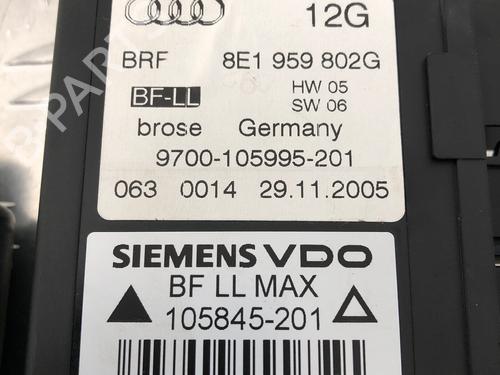 12G
BRF 8E1 959 802G
BF-LL HW 05
SW 06
brose Germany
9700-105995-201
063 0014 29.11.2005
SIEMENS VDO
BF LL MAX
105845-201